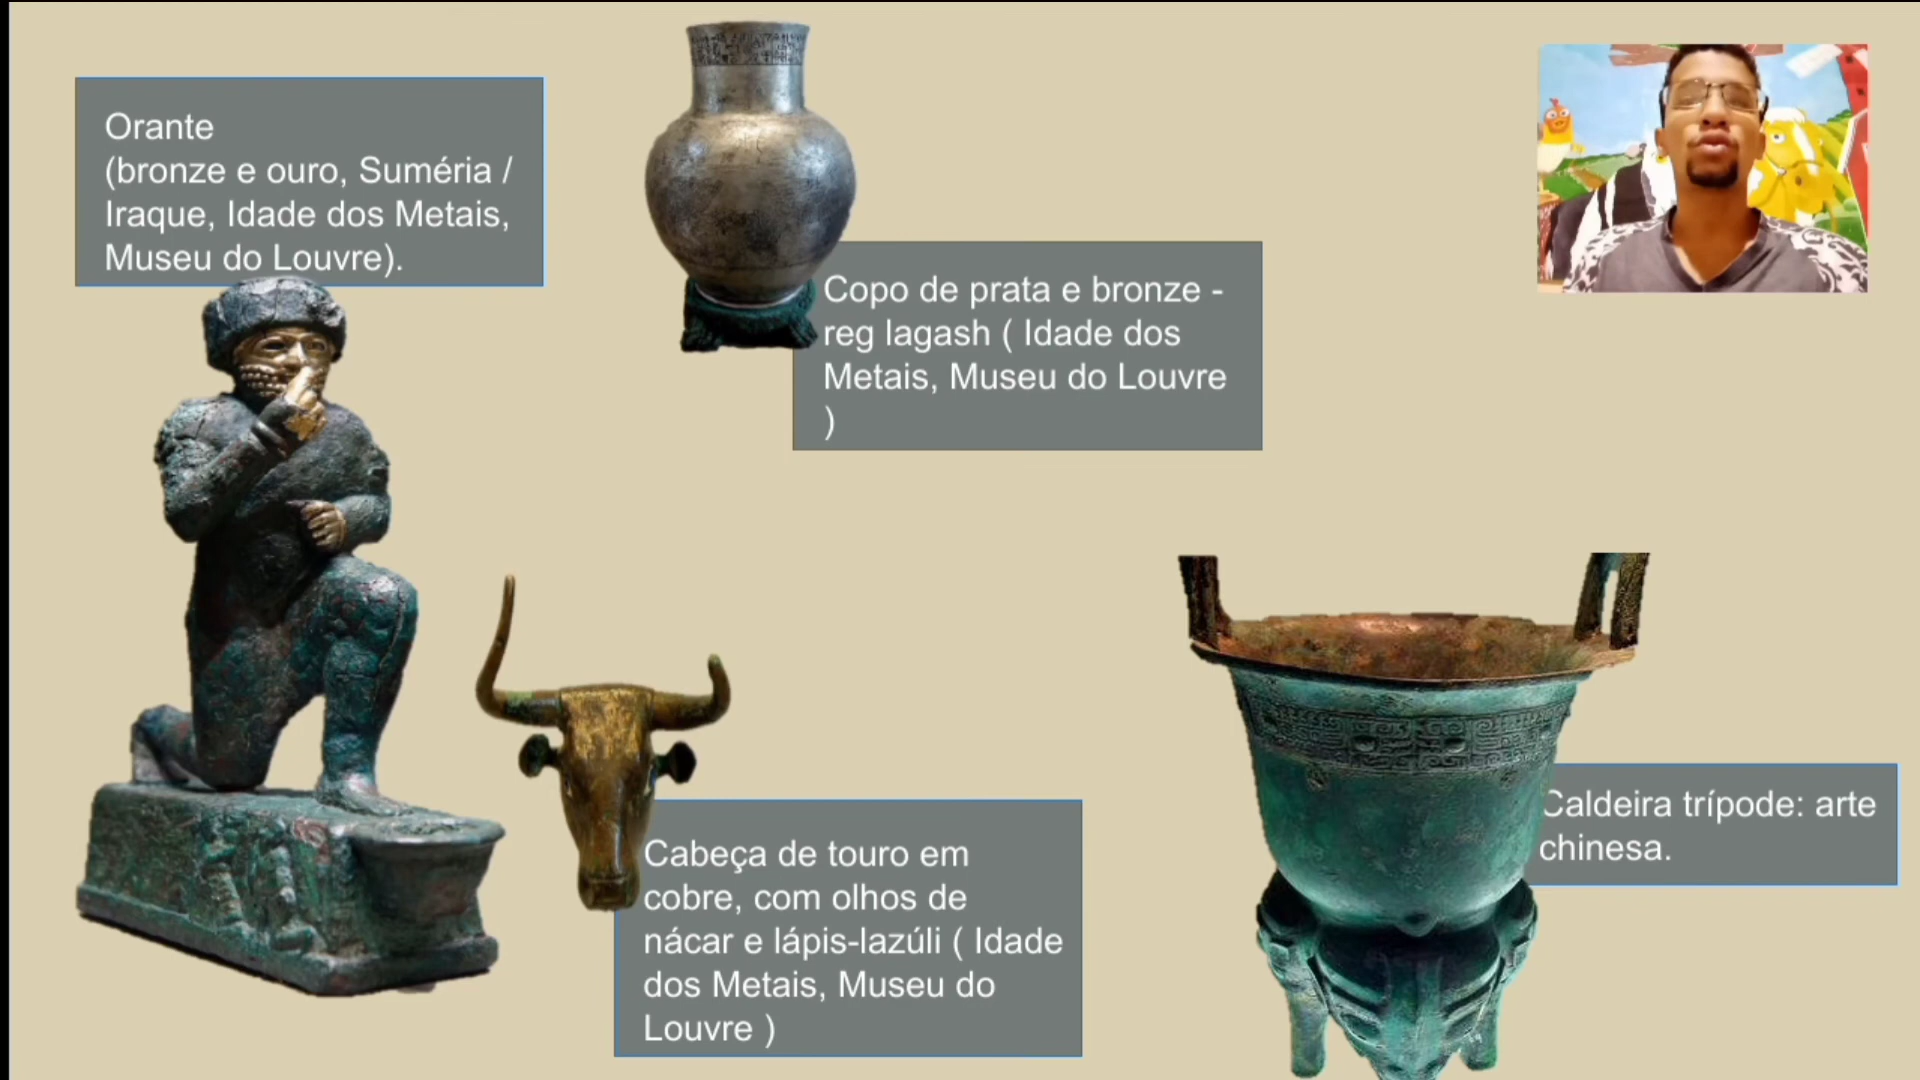 Orante
(bronze e ouro, Suméria /
Iraque, Idade dos Metais,
Museu do Louvre).
Copo de prata e bronze -
reg lagash ( Idade dos
Metais, Museu do Louvre
)
Cabeça de touro em
cobre, com olhos de
nácar e lápis-lazúli ( Idade
dos Metais, Museu do
Louvre )
Caldeira trípode: arte
chinesa.